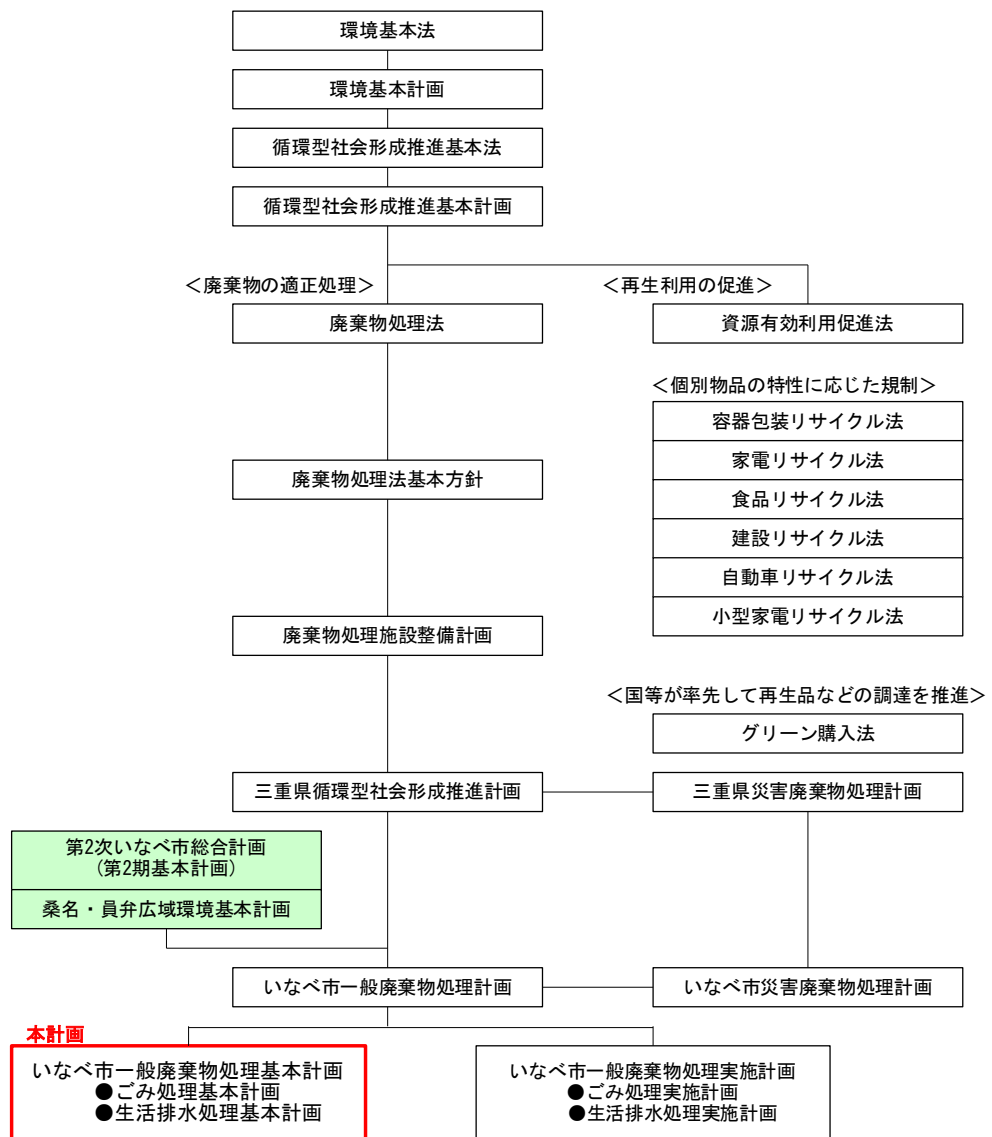 環境基本法
環境基本計画
循環型社会形成推進基本法
循環型社会形成推進基本計画
＜廃棄物の適正処理＞
＜再生利用の促進＞
廃棄物処理法
資源有効利用促進法
＜個別物品の特性に応じた規制＞
容器包装リサイクル法
家電リサイクル法
廃棄物処理法基本方針
食品リサイクル法
建設リサイクル法
自動車リサイクル法
小型家電リサイクル法
廃棄物処理施設整備計画
＜国等が率先して再生品などの調達を推進＞
グリーン購入法
三重県循環型社会形成推進計画
三重県災害廃棄物処理計画
第2次いなべ市総合計画
(第2期基本計画)
桑名・員弁広域環境基本計画
いなべ市一般廃棄物処理計画
いなべ市災害廃棄物処理計画
本計画
いなべ市一般廃棄物処理基本計画
●ごみ処理基本計画
●生活排水処理基本計画
いなべ市一般廃棄物処理実施計画
●ごみ処理実施計画
●生活排水処理実施計画